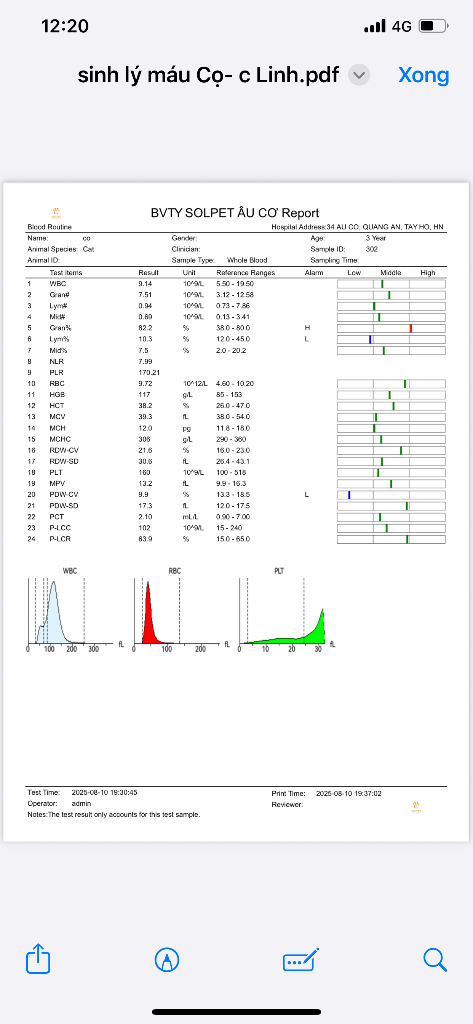 12:20 4G
sinh lý máu Cọ- c Linh.pdf Xong
BVTY SOLPET ÂU CƠ Report
Blood Routine Hospital Address:34 AU CO, QUANG AN, TAY HO, HN
Name: co Gender: Age: 3 Year
Animal Species: Cat Clinician: Sample ID: 302
Animal ID: Sample Type: Whole Blood Sampling Time:
Test Items Result Unit Reference Ranges Alarm Low Middle High
1 WBC 9.14 10^9/L 5.50 - 19.50
2 Gran# 7.51 10^9/L 3.12 - 12.58
3 Lym# 0.94 10^9/L 0.73 - 7.86
4 Mid# 0.69 10^9/L 0.13 - 3.41
5 Gran% 82.2 % 38.0 - 80.0 H
6 Lym% 10.3 % 12.0 - 45.0 L
7 Mid% 7.5 % 2.0 - 20.2
8 NLR 7.99
9 PLR 170.21
10 RBC 9.72 10^12/L 4.60 - 10.20
11 HGB 117 g/L 85 - 153
12 HCT 38.2 % 26.0 - 47.0
13 MCV 39.3 fL 38.0 - 54.0
14 MCH 12.0 pg 11.8 - 18.0
15 MCHC 306 g/L 290 - 360
16 RDW-CV 21.6 % 16.0 - 23.0
17 RDW-SD 30.6 fL 26.4 - 43.1
18 PLT 160 10^9/L 100 - 518
19 MPV 13.2 fL 9.9 - 16.3
20 PDW-CV 9.9 % 13.3 - 18.5 L
21 PDW-SD 17.3 fL 12.0 - 17.5
22 PCT 2.10 mL/L 0.90 - 7.00
23 P-LCC 102 10^9/L 15 - 240
24 P-LCR 63.9 % 15.0 - 65.0
WBC RBC PLT
0 100 200 300 fL 0 100 200 fL 0 10 20 30 fL
Test Time: 2025-08-10 19:30:45 Print Time: 2025-08-10 19:37:02
Operator: admin Reviewer:
Notes:The test result only accounts for this test sample.